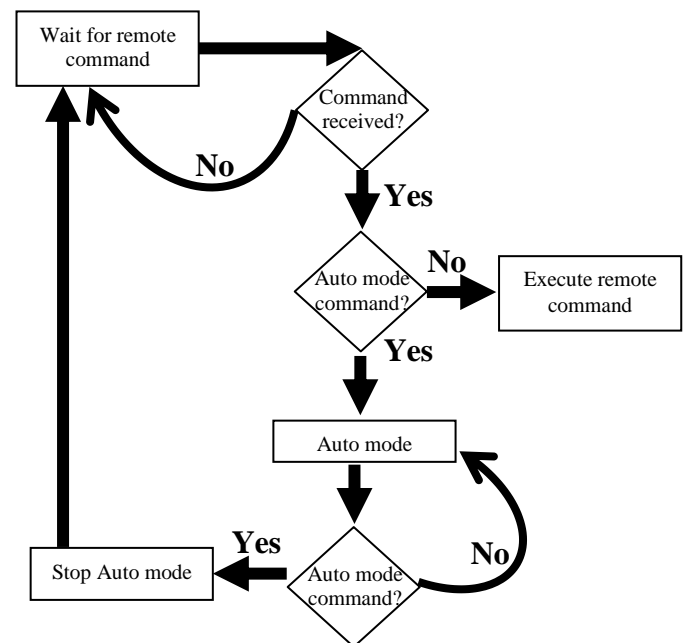 Wait for remote
command
Command
received?
No
Yes
Auto mode
command?
No
Execute remote
command
Yes
Auto mode
Auto mode
command?
No
Yes
Stop Auto mode